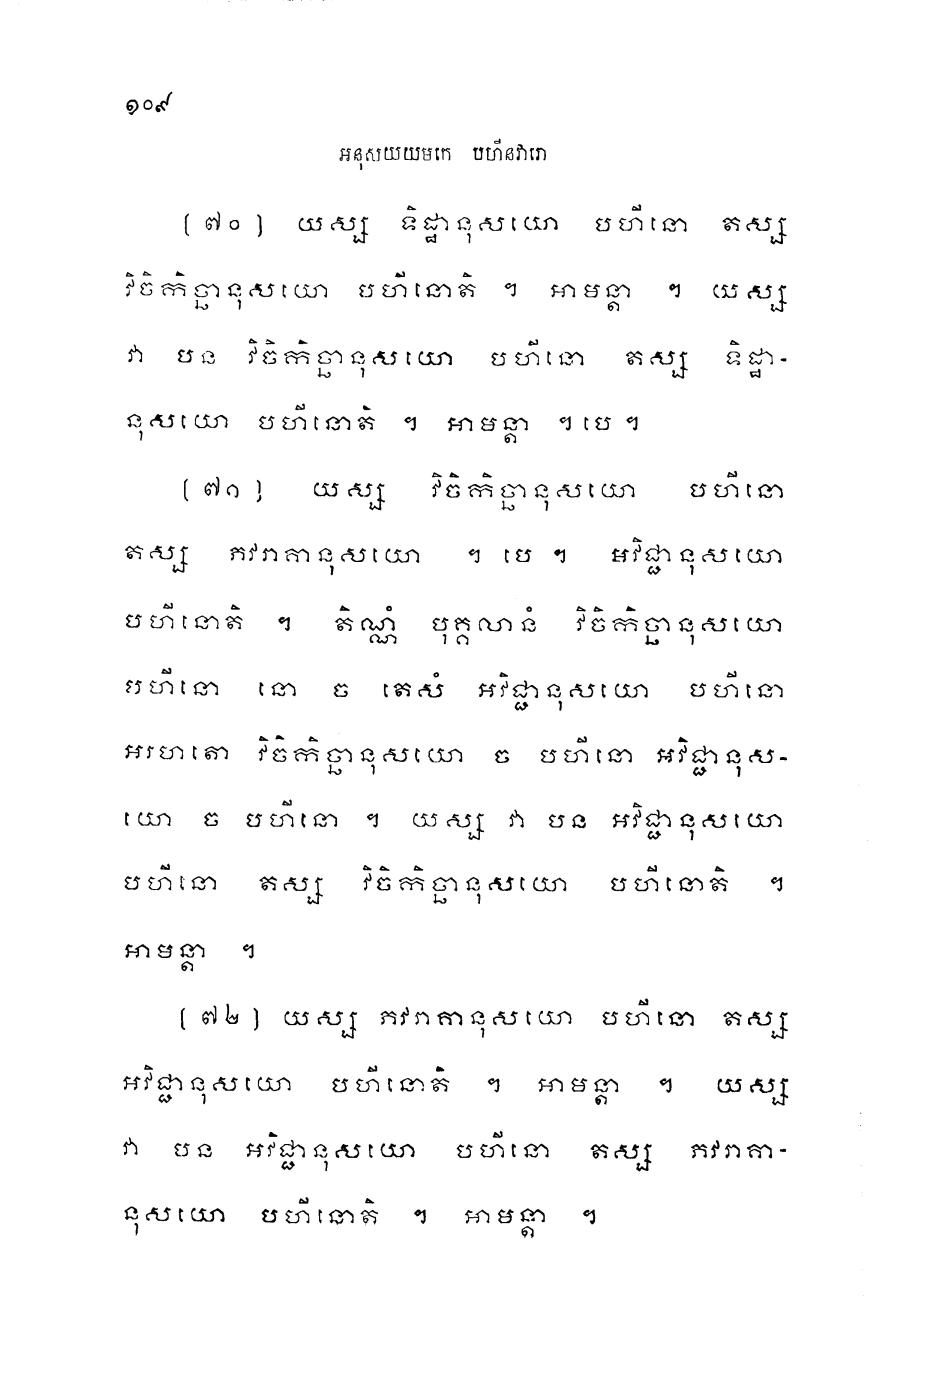 ១០៩
អនុសយយមកេ បហីនវារោ
(៧០) យស្ស ទិដ្ឋានុសយោ បហីនោ តស្ស
វិចិកិច្ឆានុសយោ បហីនោតិ ។ អាមន្តា ។ យស្ស
វា បន វិចិកិច្ឆានុសយោ បហីនោ តស្ស ទិដ្ឋា-
នុសយោ បហីនោតិ ។ អាមន្តា ។ បេ ។
(៧១) យស្ស វិចិកិច្ឆានុសយោ បហីនោ
តស្ស ភវរាគានុសយោ ។ បេ ។ អវិជ្ជានុសយោ
បហីនោតិ ។ តិណ្ណំ បុគ្គលានំ វិចិកិច្ឆានុសយោ
បហីនោ នោ ច តេសំ អវិជ្ជានុសយោ បហីនោ
អរហតោ វិចិកិច្ឆានុសយោ ច បហីនោ អវិជ្ជានុស-
យោ ច បហីនោ ។ យស្ស វា បន អវិជ្ជានុសយោ
បហីនោ តស្ស វិចិកិច្ឆានុសយោ បហីនោតិ ។
អាមន្តា ។
(៧២) យស្ស ភវរាគានុសយោ បហីនោ តស្ស
អវិជ្ជានុសយោ បហីនោតិ ។ អាមន្តា ។ យស្ស
វា បន អវិជ្ជានុសយោ បហីនោ តស្ស ភវរាគា-
នុសយោ បហីនោតិ ។ អាមន្តា ។